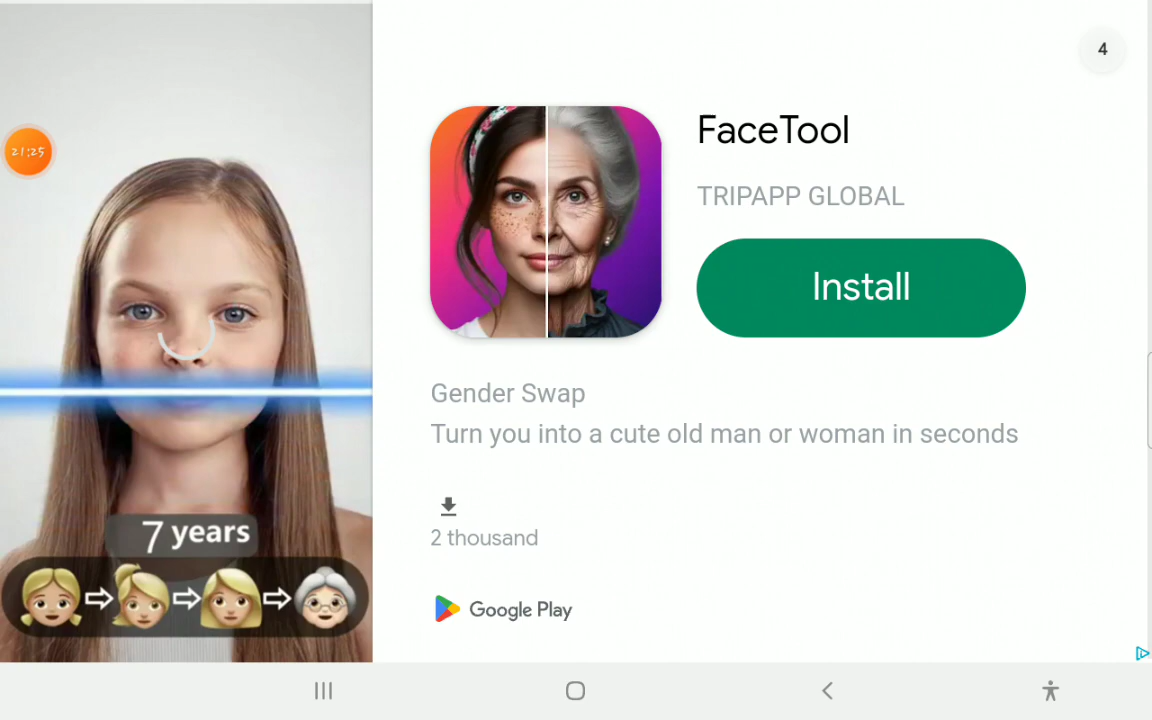 4
21:25
FaceTool
TRIPAPP GLOBAL
Install
Gender Swap
Turn you into a cute old man or woman in seconds
2 thousand
Google Play
7 years